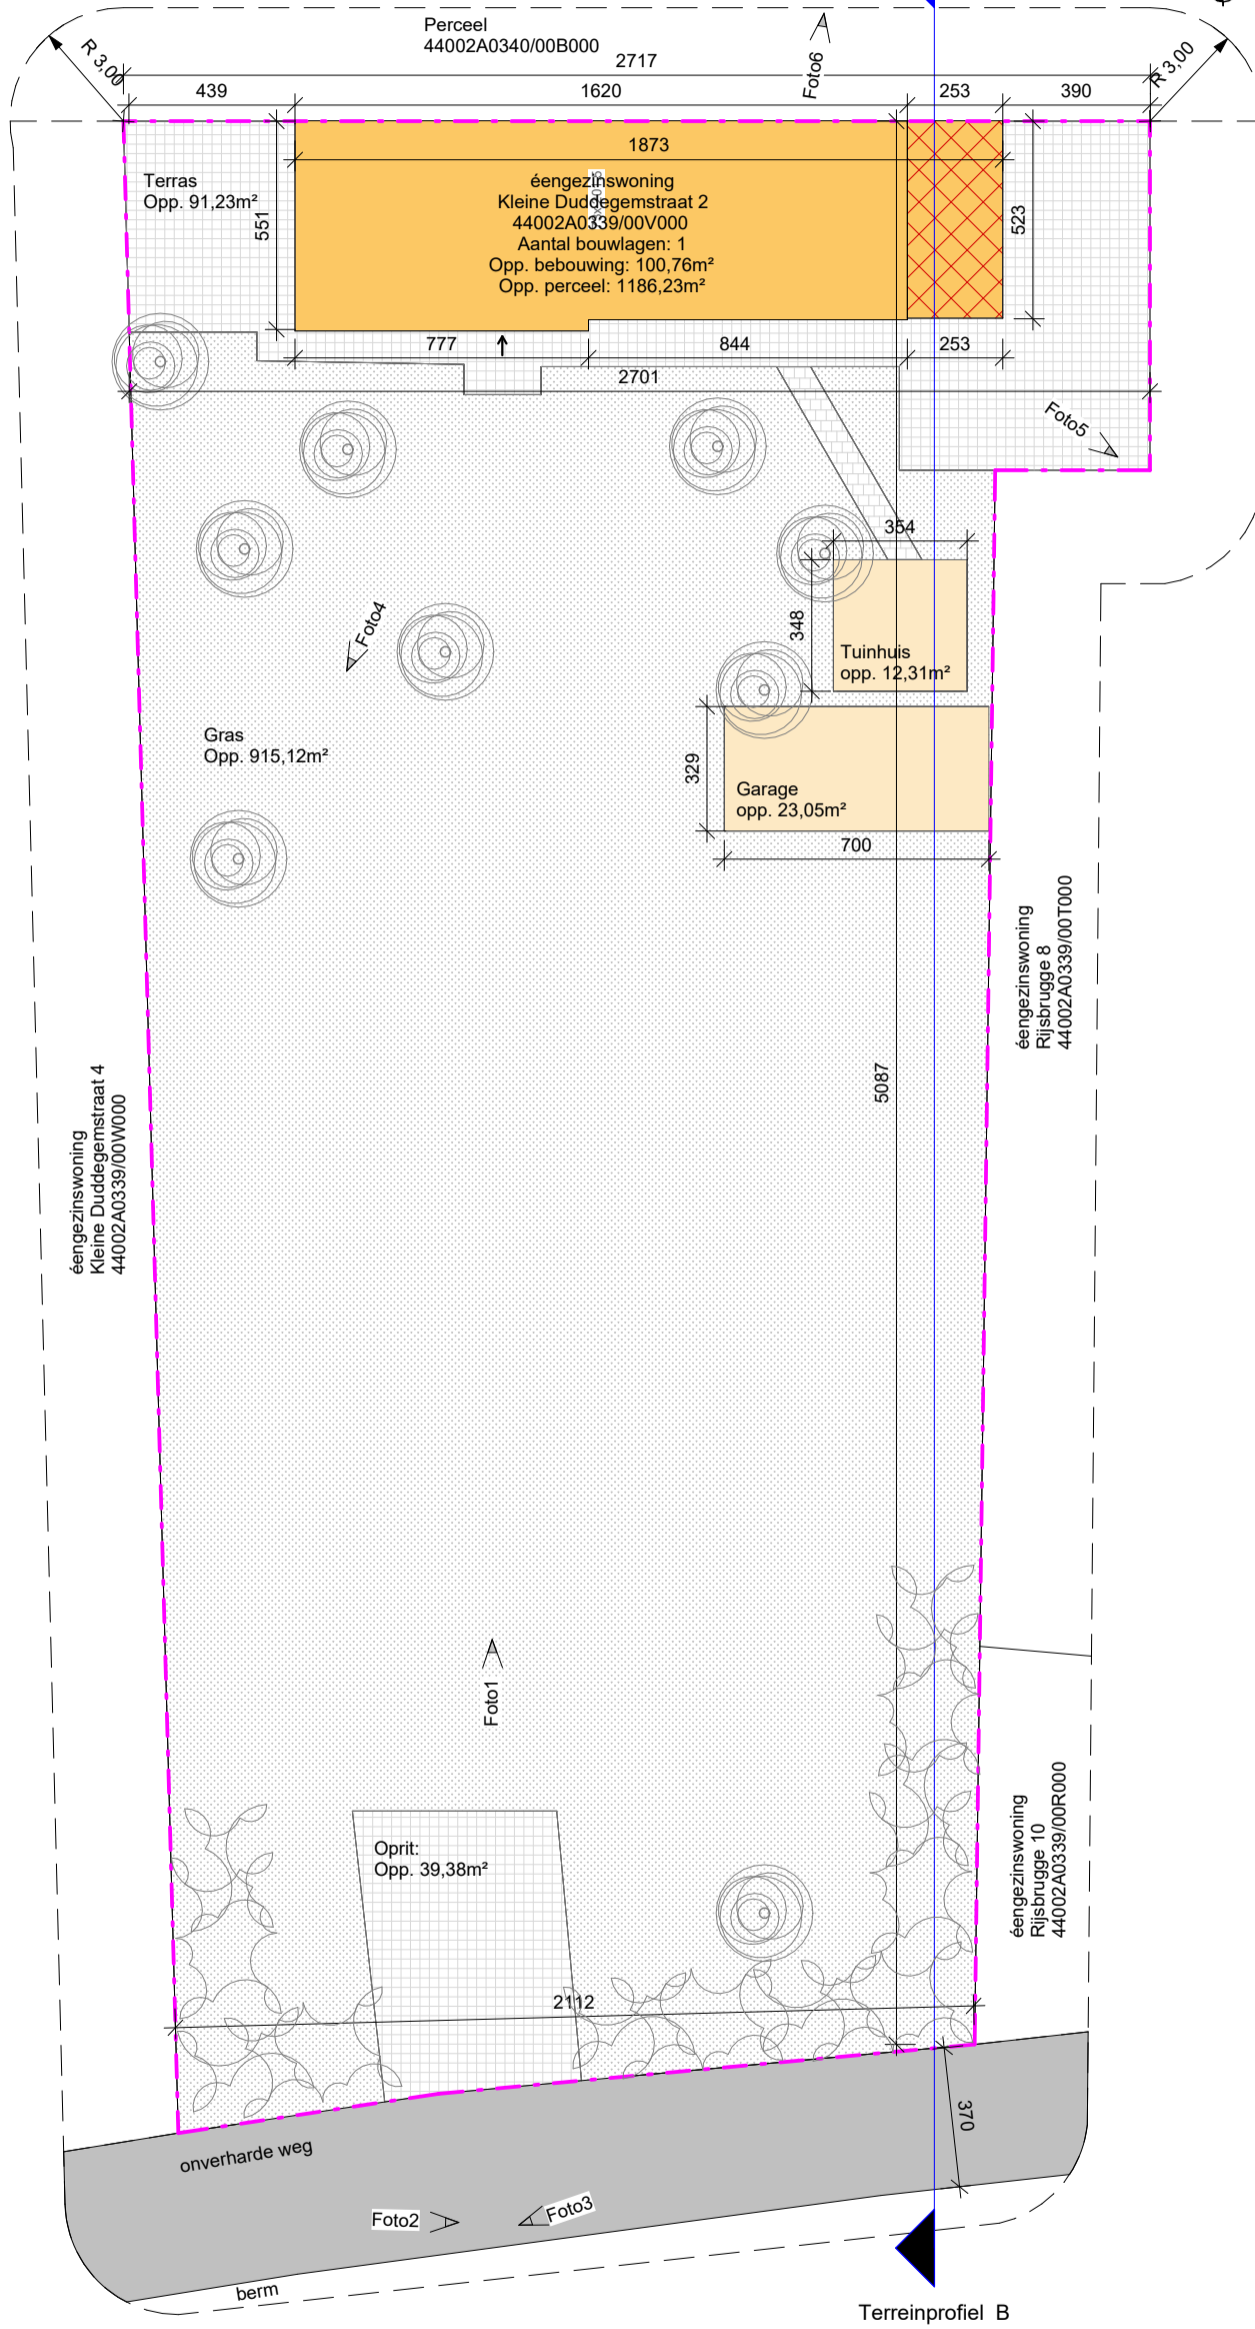 Perceel
44002A0340/00B000
R 3,00
2717
Foto6
R 3,00
439
1620
253
390
1873
Terras
Opp. 91,23m²
551
éengezinswoning
Kleine Duddegemstraat 2
44002A0339/00V000
Aantal bouwlagen: 1
Opp. bebouwing: 100,76m²
Opp. perceel: 1186,23m²
523
777
844
253
2701
Foto5
354
Foto4
348
Tuinhuis
opp. 12,31m²
Gras
Opp. 915,12m²
329
Garage
opp. 23,05m²
700
éengezinswoning
Rijsbrugge 8
44002A0339/00T000
5087
éengezinswoning
Kleine Duddegemstraat 4
44002A0339/00W000
Foto1
Oprit:
Opp. 39,38m²
éengezinswoning
Rijsbrugge 10
44002A0339/00R000
2112
370
onverharde weg
Foto2
Foto3
berm
Terreinprofiel B